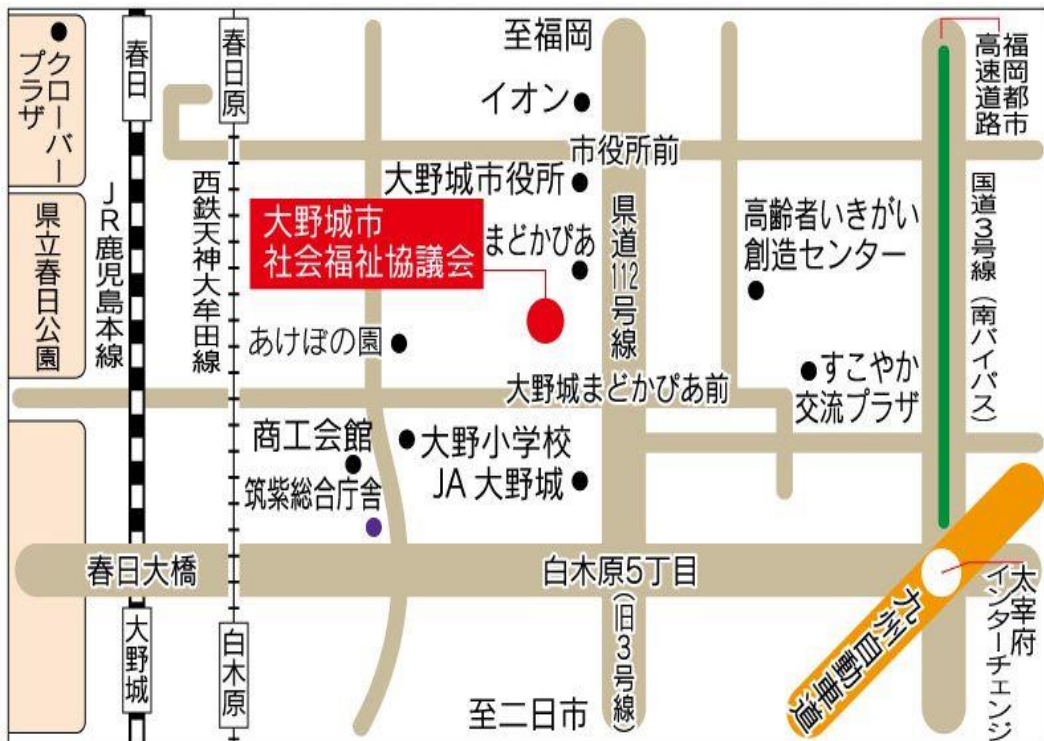 クローバー
プラザ
春日
春日原
至福岡
イオン
福岡都市
高速道路
市役所前
大野城市役所
大野城市
社会福祉協議会
まどかぴあ
県道112号線
(旧3号線)
高齢者いきがい
創造センター
国道3号線(南バイパス)
県立春日公園
JR鹿児島本線
西鉄天神大牟田線
あけぼの園
大野城まどかぴあ前
すこやか
交流プラザ
商工会館
大野小学校
JA大野城
筑紫総合庁舎
春日大橋
白木原5丁目
太宰府
インターチェンジ
九州自動車道
大野城
白木原
至二日市